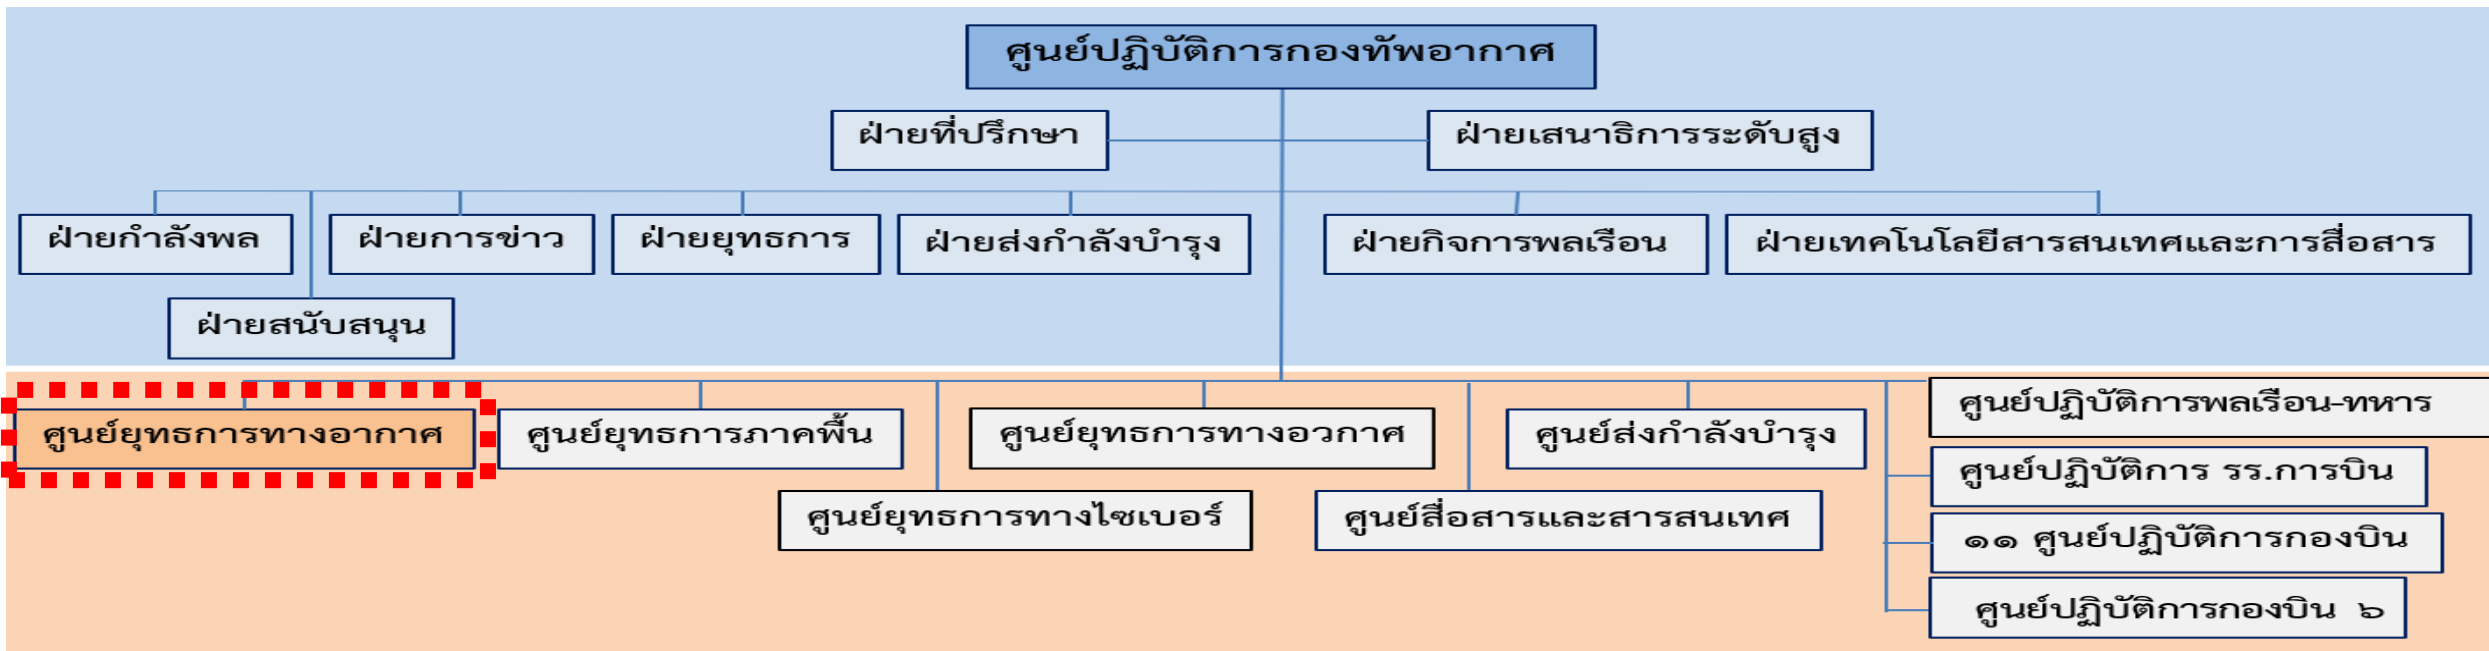 ศูนย์ปฏิบัติการกองทัพอากาศ
ฝ่ายที่ปรึกษา
ฝ่ายเสนาธิการระดับสูง
ฝ่ายกำลังพล
ฝ่ายการข่าว
ฝ่ายยุทธการ
ฝ่ายส่งกำลังบำรุง
ฝ่ายกิจการพลเรือน
ฝ่ายเทคโนโลยีสารสนเทศและการสื่อสาร
ฝ่ายสนับสนุน
ศูนย์ยุทธการทางอากาศ
ศูนย์ยุทธการภาคพื้น
ศูนย์ยุทธการทางอวกาศ
ศูนย์ส่งกำลังบำรุง
ศูนย์ยุทธการทางไซเบอร์
ศูนย์สื่อสารและสารสนเทศ
ศูนย์ปฏิบัติการพลเรือน-ทหาร
ศูนย์ปฏิบัติการ รร.การบิน
๑๑ ศูนย์ปฏิบัติการกองบิน
ศูนย์ปฏิบัติการกองบิน ๖